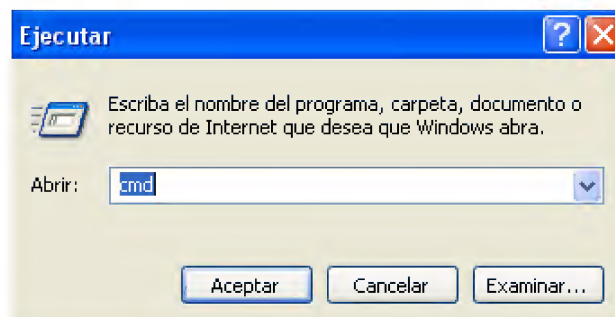 Ejecutar
Escriba el nombre del programa, carpeta, documento o
recurso de Internet que desea que Windows abra.
Abrir: cmd
Aceptar Cancelar Examinar...